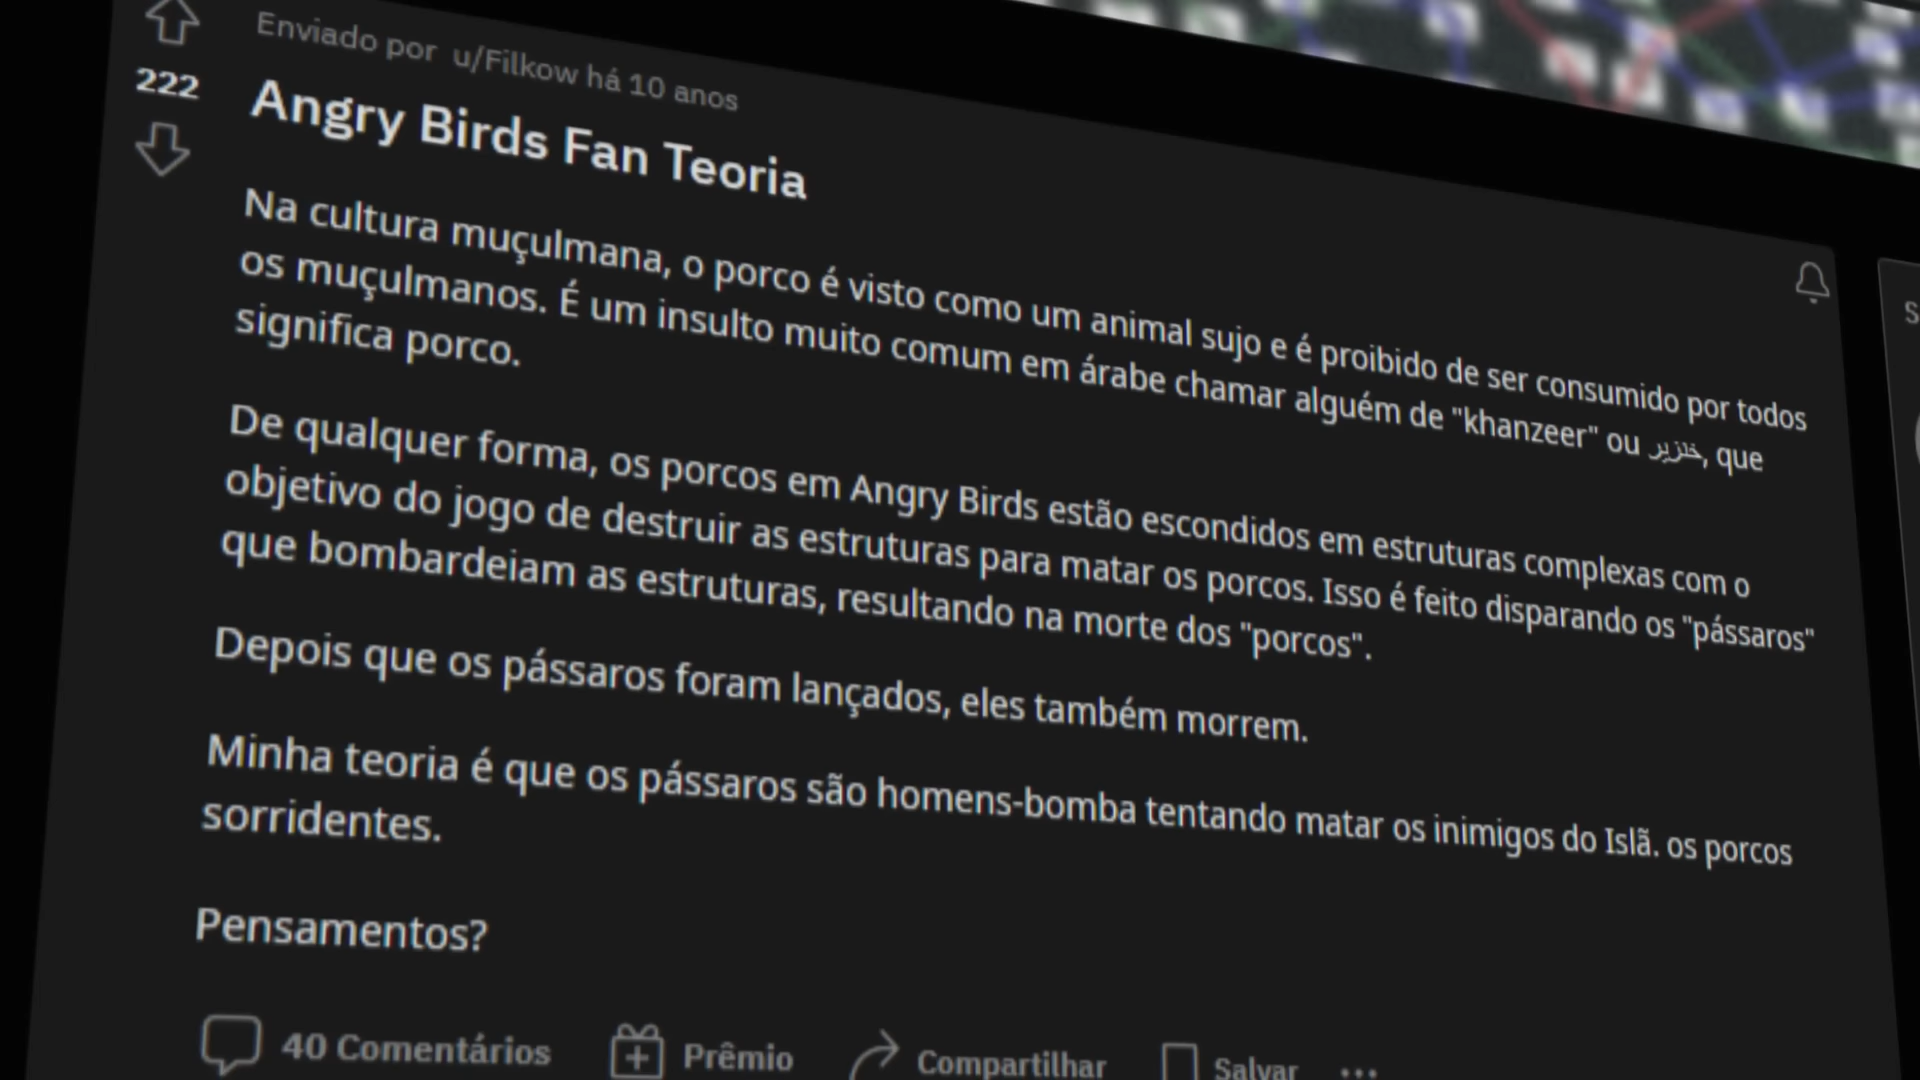 Enviado por u/Filkow há 10 anos
222
Angry Birds Fan Teoria
Na cultura muçulmana, o porco é visto como um animal sujo e é proibido de ser consumido por todos
os muçulmanos. É um insulto muito comum em árabe chamar alguém de "khanzeer" ou خنزير, que
significa porco.
De qualquer forma, os porcos em Angry Birds estão escondidos em estruturas complexas com o
objetivo do jogo de destruir as estruturas para matar os porcos. Isso é feito disparando os "pássaros"
que bombardeiam as estruturas, resultando na morte dos "porcos".
Depois que os pássaros foram lançados, eles também morrem.
Minha teoria é que os pássaros são homens-bomba tentando matar os inimigos do Islã. os porcos
sorridentes.
Pensamentos?
40 Comentários Prêmio Compartilhar Salvar ...